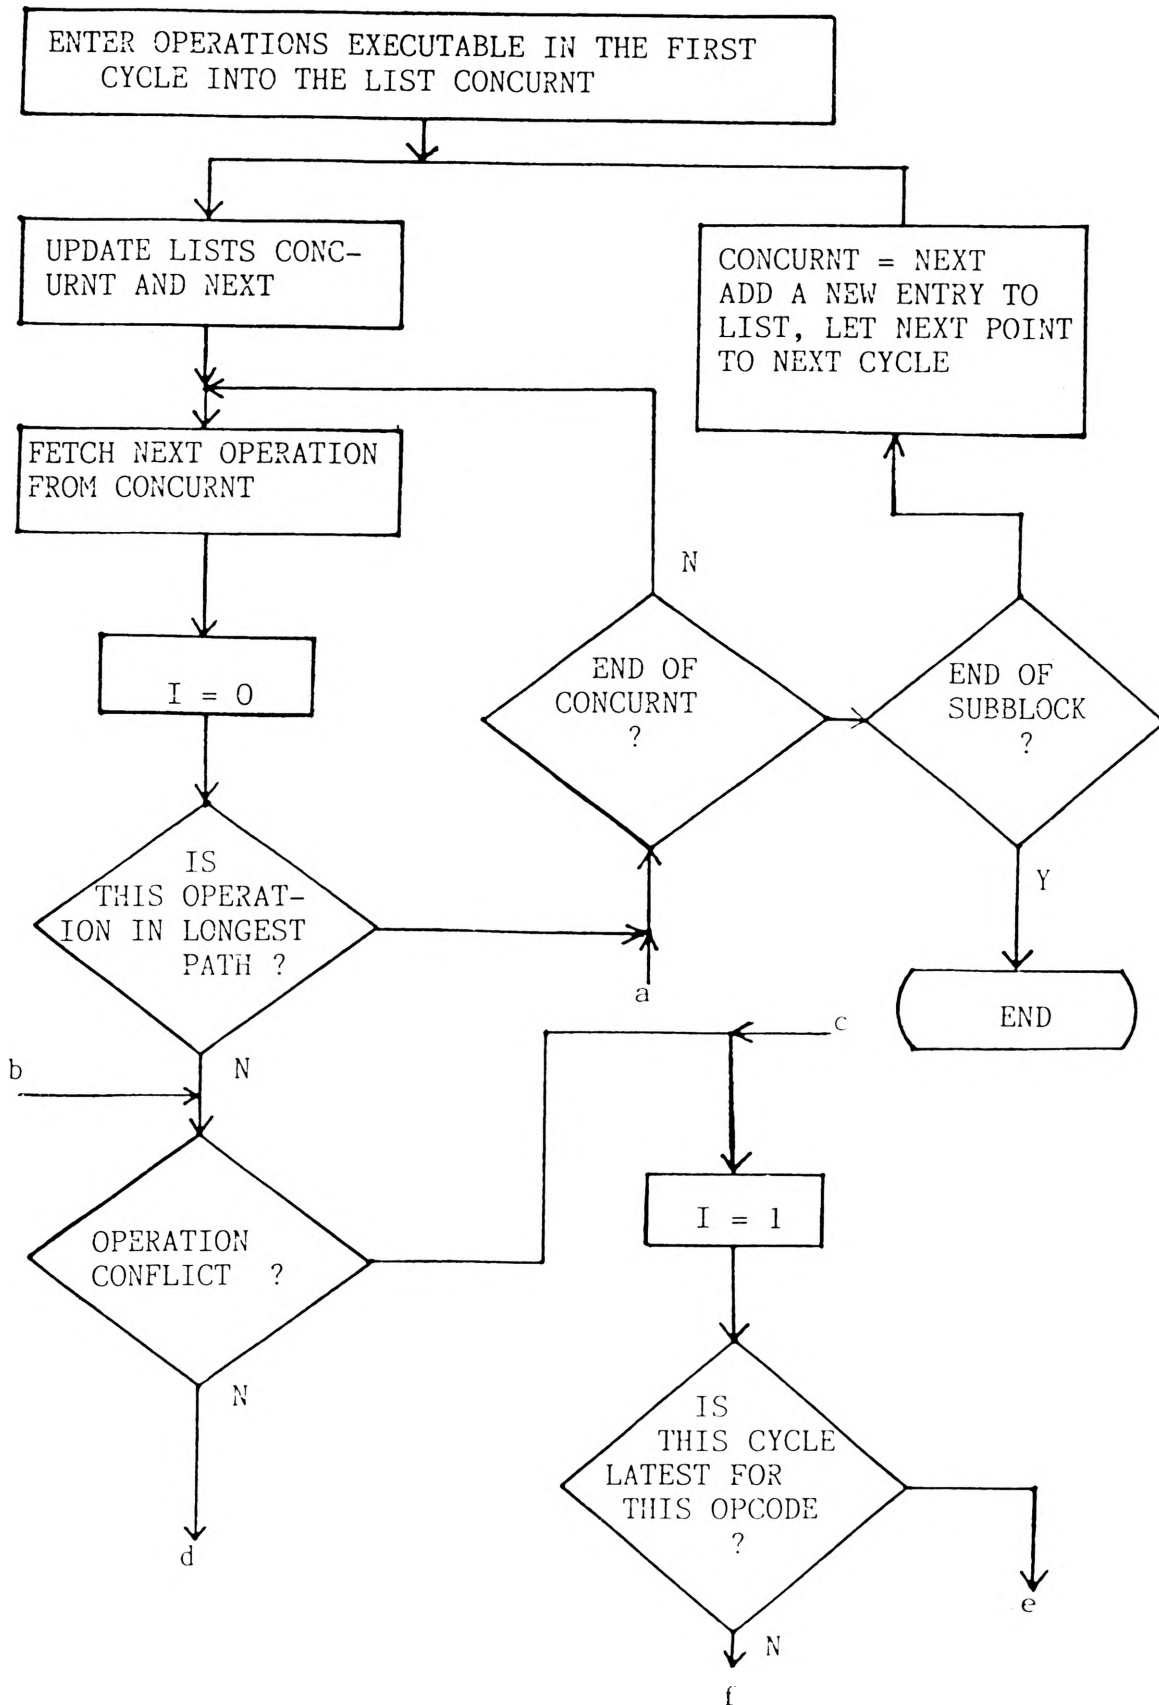 ENTER OPERATIONS EXECUTABLE IN THE FIRST
CYCLE INTO THE LIST CONCURNT
UPDATE LISTS CONC-
URNT AND NEXT
CONCURNT = NEXT
ADD A NEW ENTRY TO
LIST, LET NEXT POINT
TO NEXT CYCLE
FETCH NEXT OPERATION
FROM CONCURNT
N
I = 0
END OF
CONCURNT
?
END OF
SUBBLOCK
?
IS
THIS OPERAT-
ION IN LONGEST
PATH ?
Y
a
END
N
c
b
I = 1
OPERATION
CONFLICT ?
N
IS
THIS CYCLE
LATEST FOR
THIS OPCODE
?
d
e
N
f